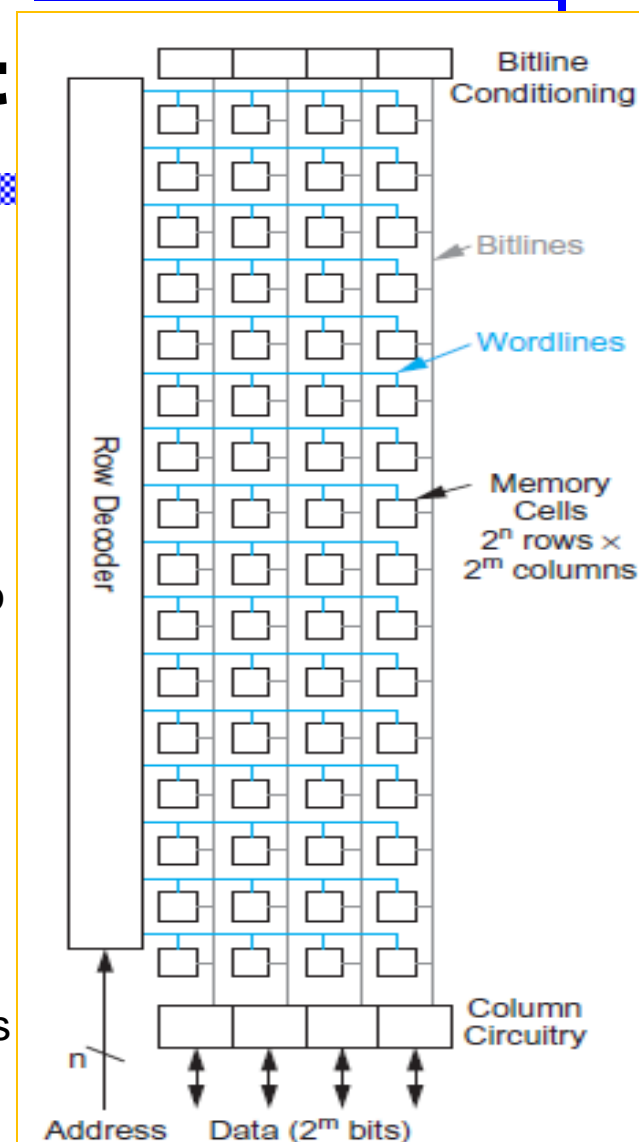 Bitline
Conditioning
Bitlines
Wordlines
Row Decoder
Memory
Cells
2ⁿ rows ×
2ᵐ columns
Column
Circuitry
n
Address
Data (2ᵐ bits)
s